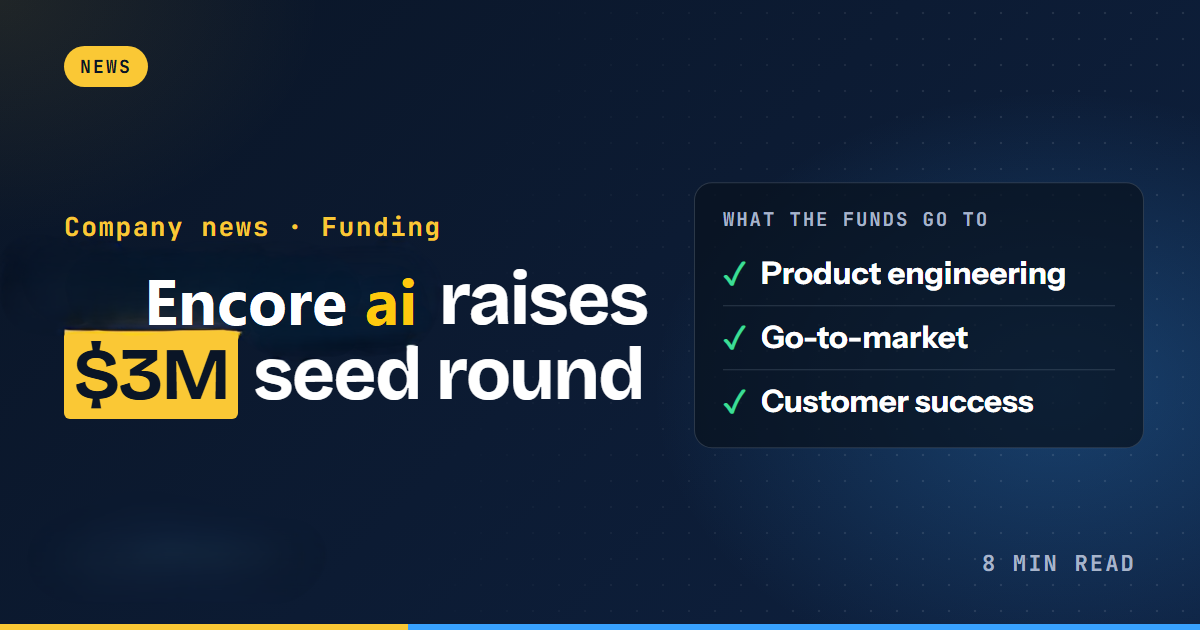 NEWS
Company news · Funding
Encore ai raises
$3M seed round
WHAT THE FUNDS GO TO
✓ Product engineering
✓ Go-to-market
✓ Customer success
8 MIN READ